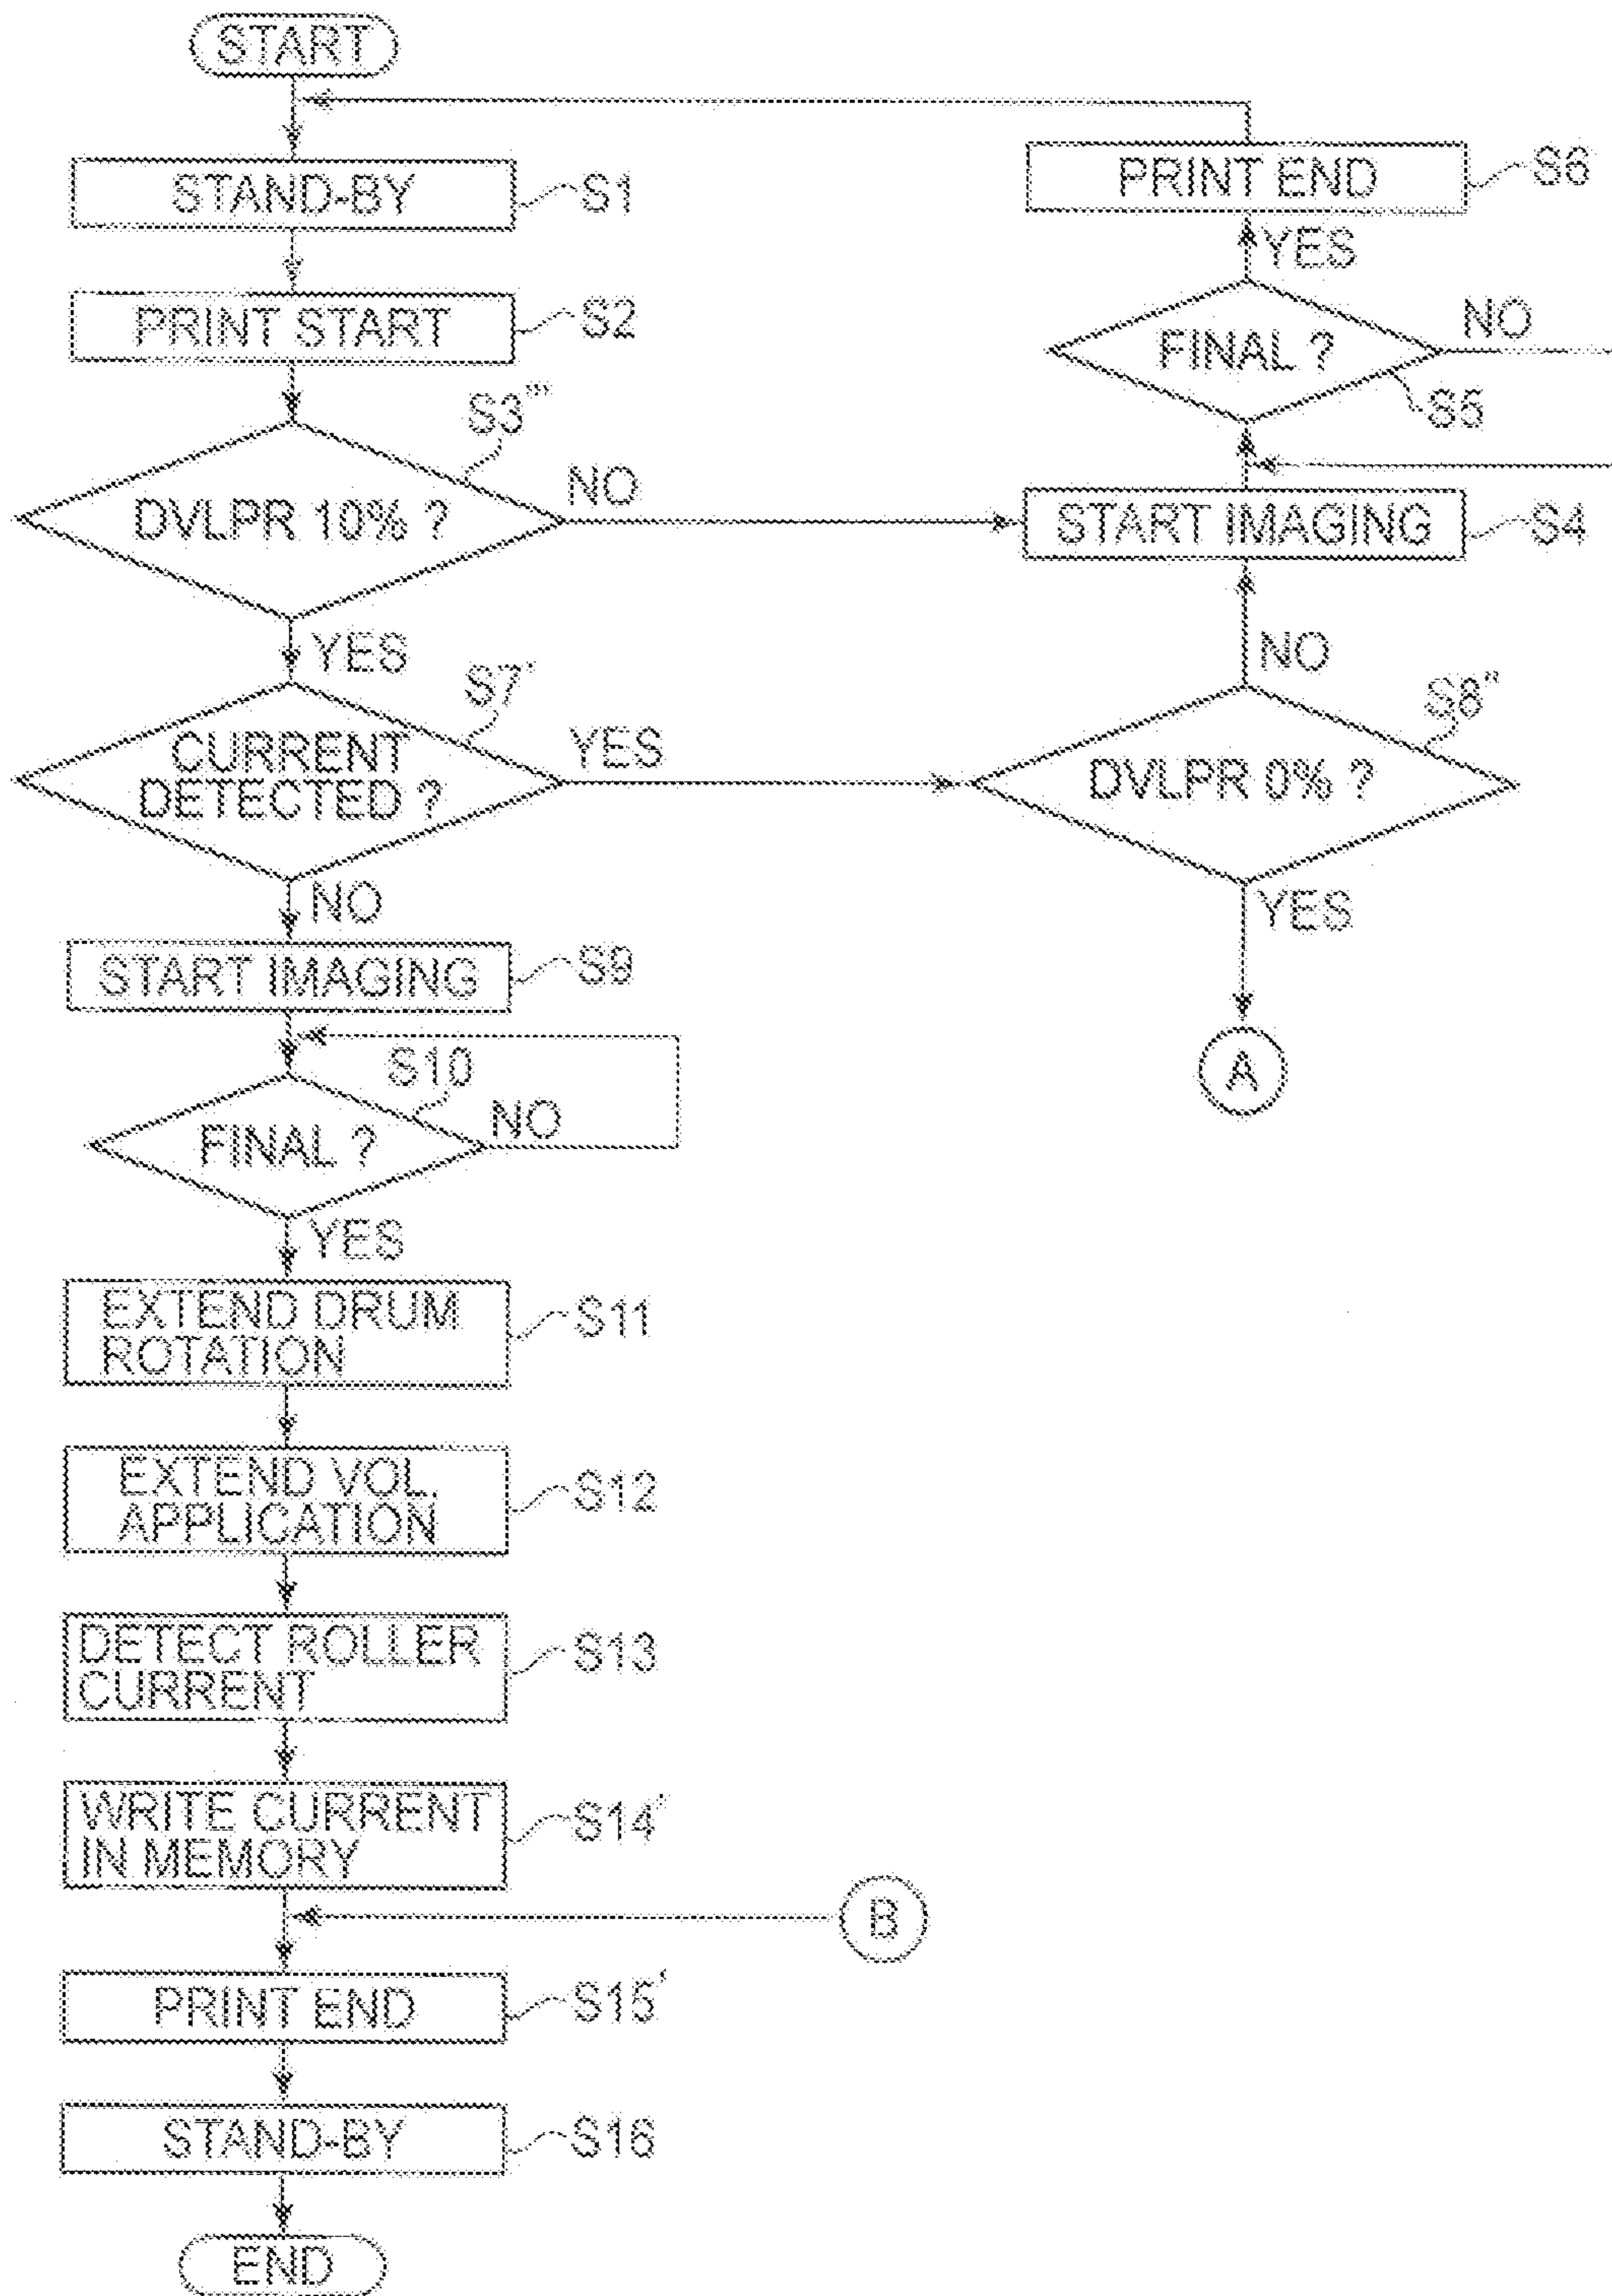 START
STAND-BY
S1
PRINT START
S2
S3'''
DVLPR 10% ?
NO
YES
S7'
CURRENT
DETECTED ?
YES
NO
START IMAGING
S9
S10
FINAL ?
NO
YES
EXTEND DRUM
ROTATION
S11
EXTEND VOL.
APPLICATION
S12
DETECT ROLLER
CURRENT
S13
WRITE CURRENT
IN MEMORY
S14'
B
PRINT END
S15'
STAND-BY
S16
END
PRINT END
S6
YES
FINAL ?
NO
S5
START IMAGING
S4
NO
S8"
DVLPR 0% ?
YES
A